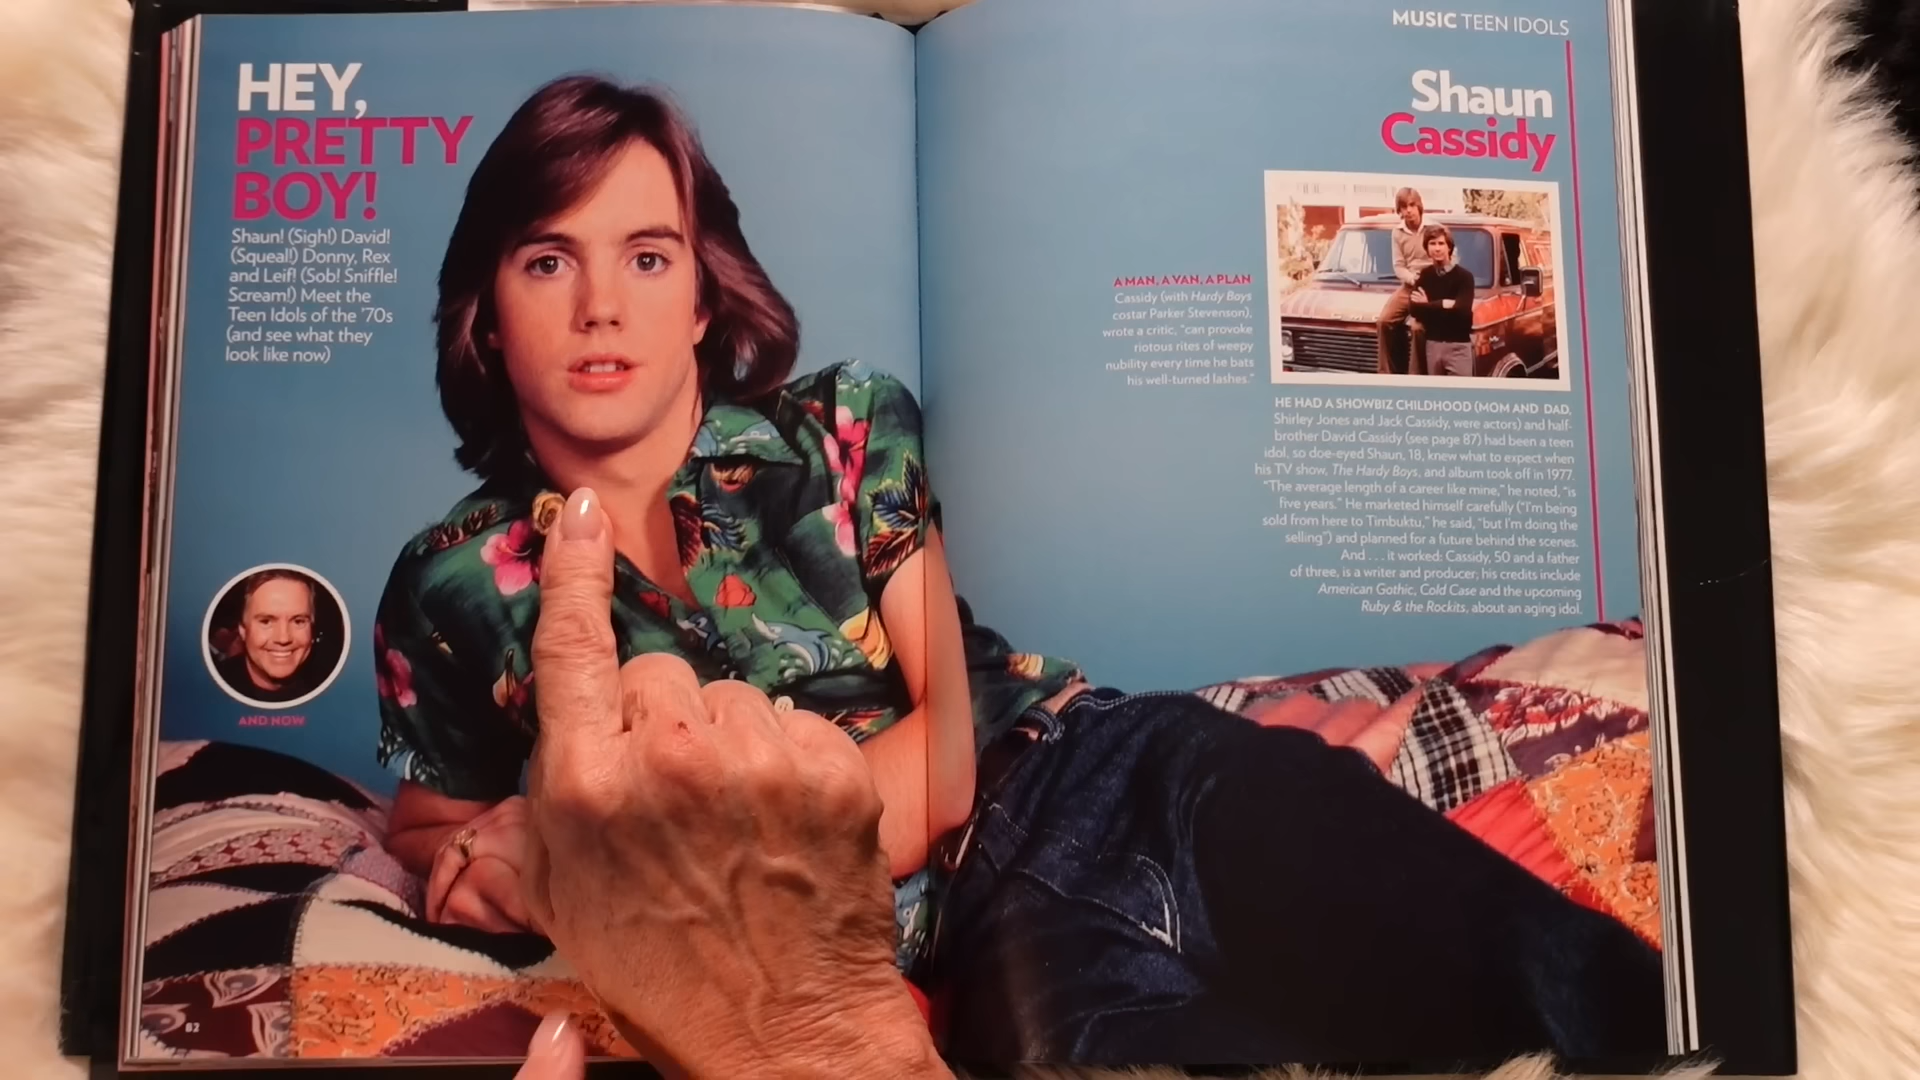 HEY,
PRETTY
BOY!
Shaun! (Sigh!) David!
(Squeal!) Donny, Rex
and Leif! (Sob! Sniffle!
Scream!) Meet the
Teen Idols of the '70s
(and see what they
look like now)
AND NOW
82
MUSIC TEEN IDOLS
Shaun
Cassidy
A MAN, A VAN, A PLAN
Cassidy (with Hardy Boys
costar Parker Stevenson),
wrote a critic, "can provoke
riotous rites of weepy
nubility every time he bats
his well-turned lashes."
HE HAD A SHOWBIZ CHILDHOOD (MOM AND DAD,
Shirley Jones and Jack Cassidy, were actors) and half-
brother David Cassidy (see page 87) had been a teen
idol, so doe-eyed Shaun, 18, knew what to expect when
his TV show, The Hardy Boys, and album took off in 1977.
"The average length of a career like mine," he noted, "is
five years." He marketed himself carefully ("I'm being
sold from here to Timbuktu," he said, "but I'm doing the
selling") and planned for a future behind the scenes.
And . . . it worked: Cassidy, 50 and a father
of three, is a writer and producer; his credits include
American Gothic, Cold Case and the upcoming
Ruby & the Rockits, about an aging idol.
GMC